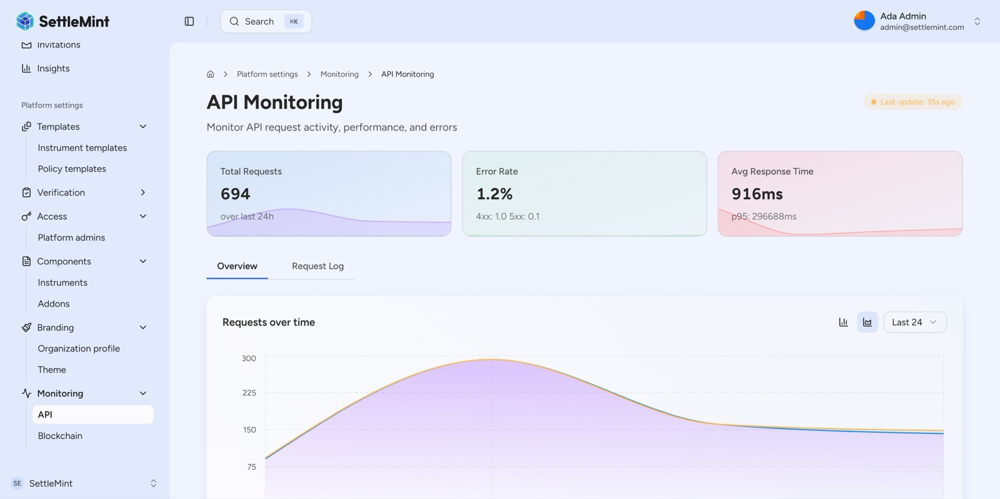 SettleMint
Search ⌘K
Ada Admin
admin@settlemint.com
Invitations
Insights
Platform settings
Templates
Instrument templates
Policy templates
Verification
Access
Platform admins
Components
Instruments
Addons
Branding
Organization profile
Theme
Monitoring
API
Blockchain
SE SettleMint
Platform settings Monitoring API Monitoring
API Monitoring
Last update: 35s ago
Monitor API request activity, performance, and errors
Total Requests
694
over last 24h
Error Rate
1.2%
4xx: 1.0 5xx: 0.1
Avg Response Time
916ms
p95: 296688ms
Overview Request Log
Requests over time
Last 24
300
225
150
75